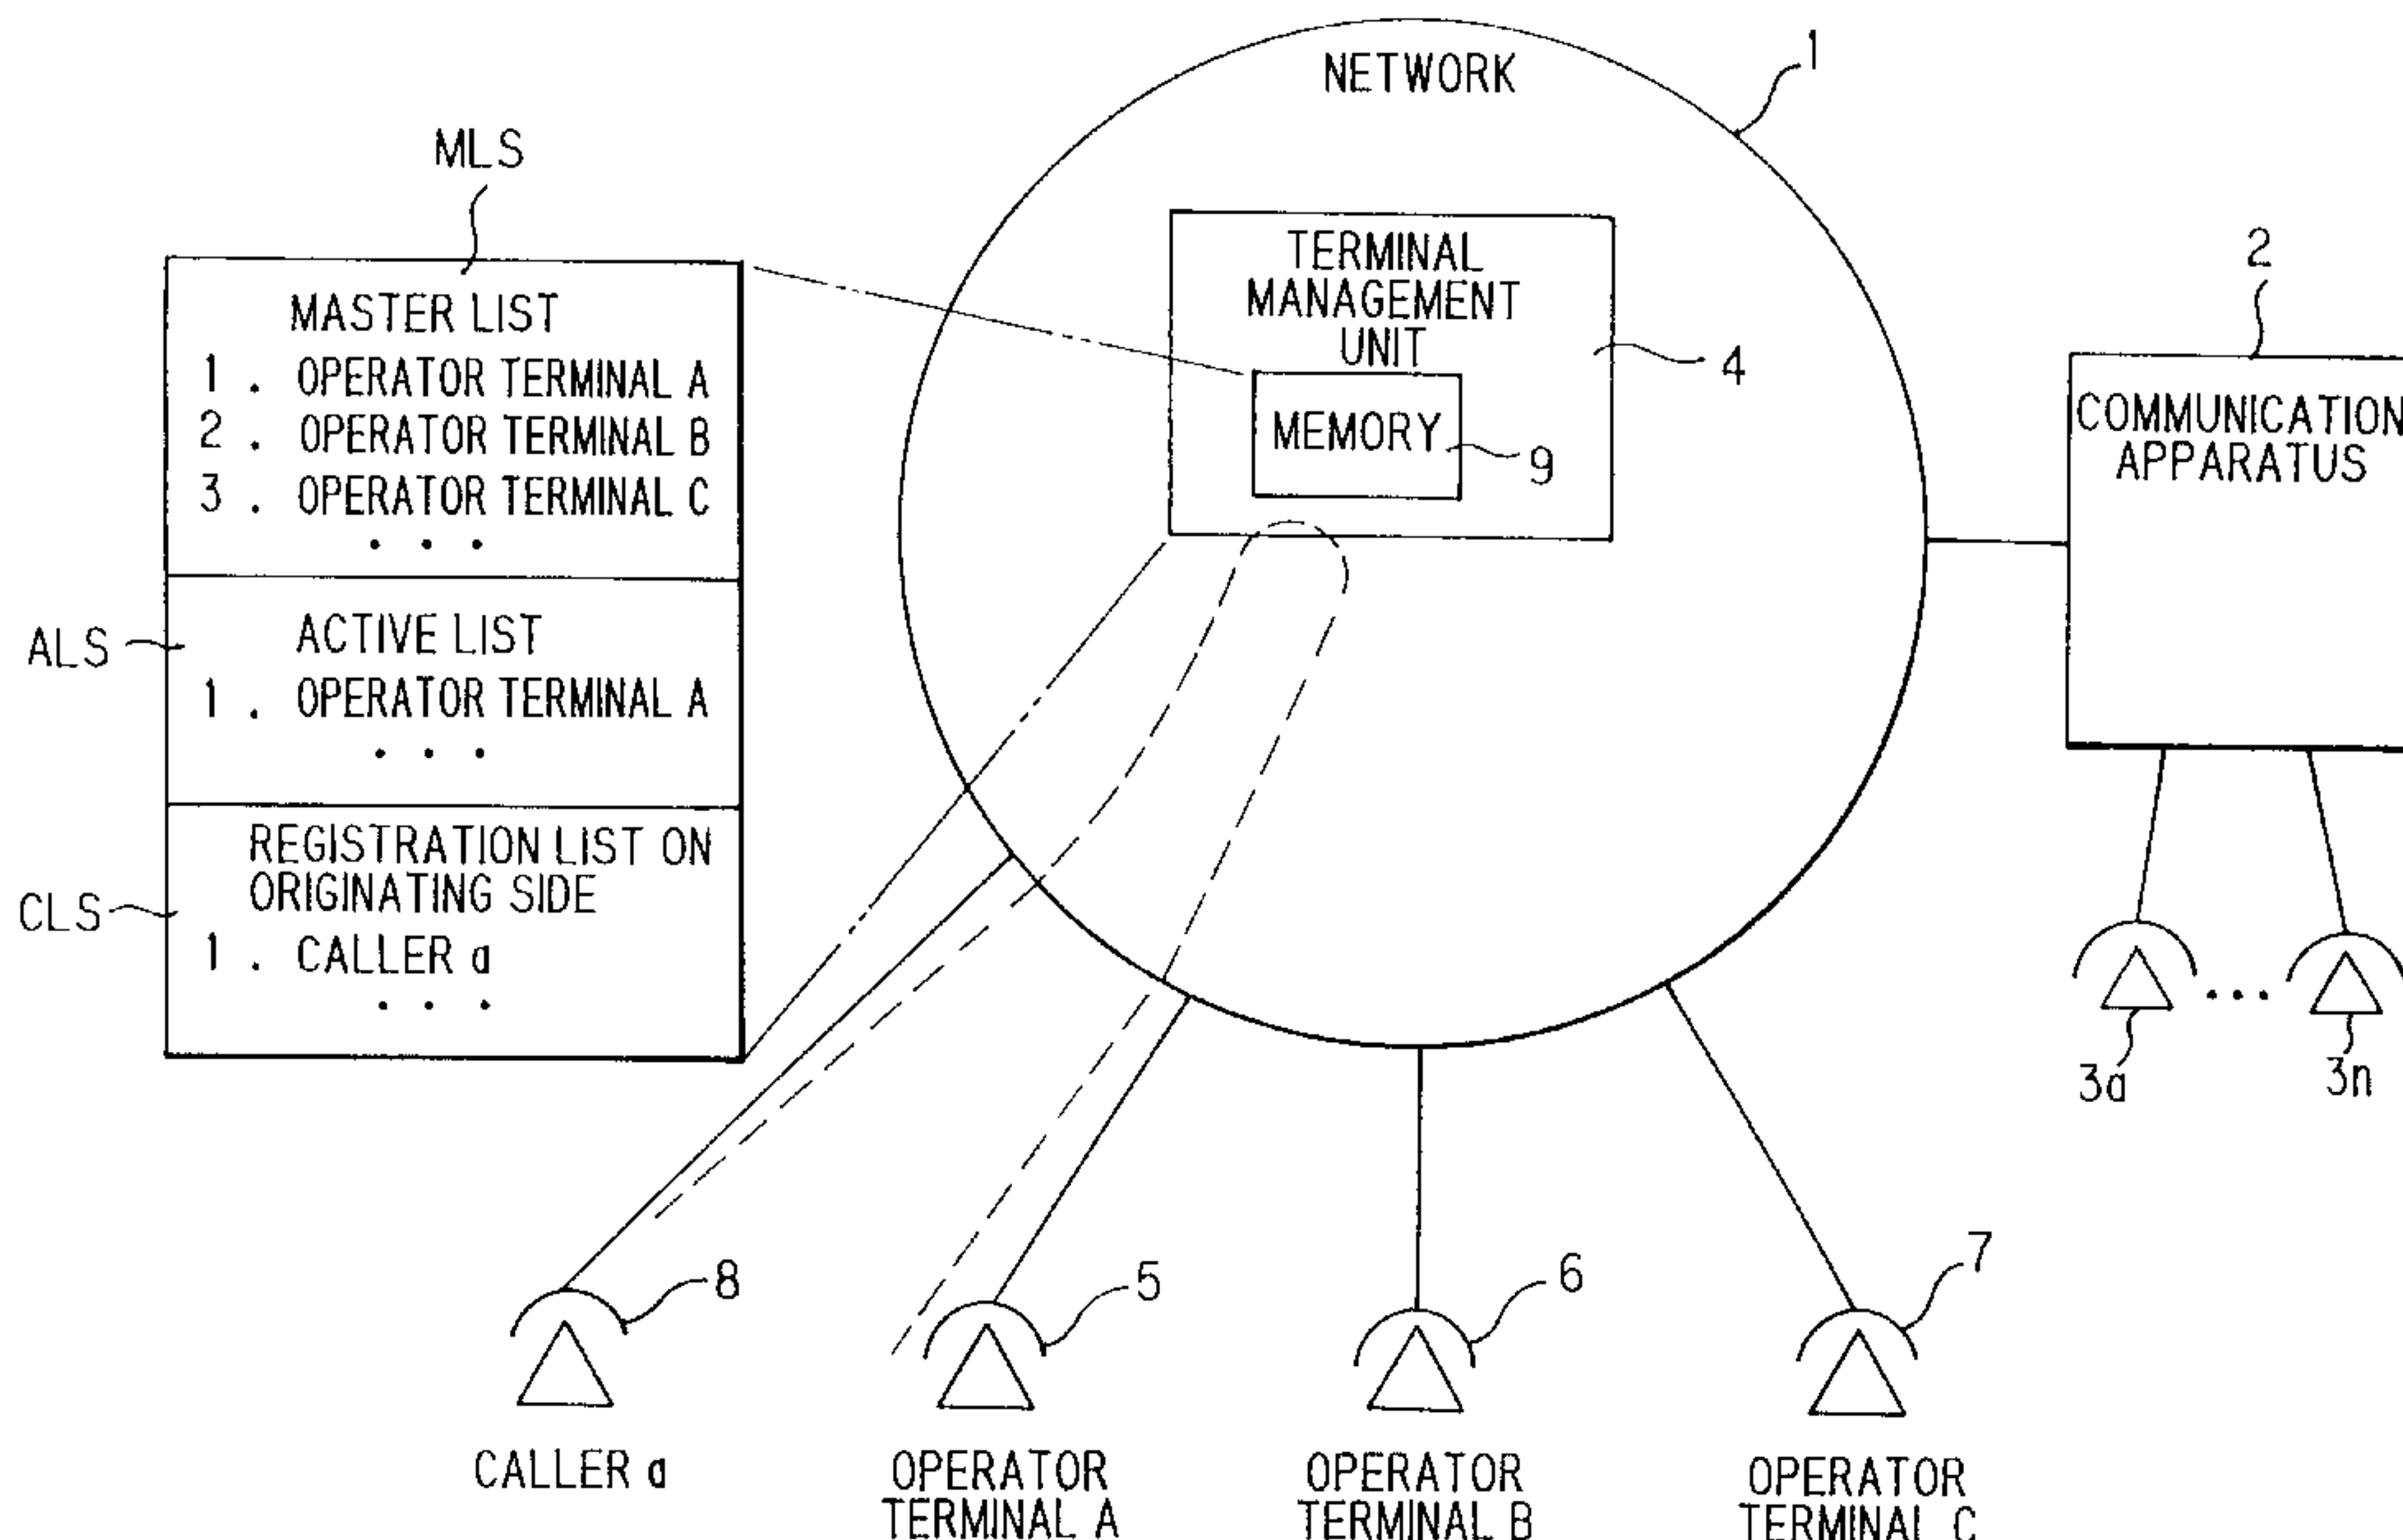 NETWORK
1
MLS
MASTER LIST
1 . OPERATOR TERMINAL A
2 . OPERATOR TERMINAL B
3 . OPERATOR TERMINAL C
. . .
ALS
ACTIVE LIST
1 . OPERATOR TERMINAL A
. . .
CLS
REGISTRATION LIST ON
ORIGINATING SIDE
1 . CALLER a
. . .
TERMINAL
MANAGEMENT
UNIT
4
MEMORY
9
2
COMMUNICATION
APPARATUS
...
3a
3n
8
5
6
7
CALLER a
OPERATOR
TERMINAL A
OPERATOR
TERMINAL B
OPERATOR
TERMINAL C